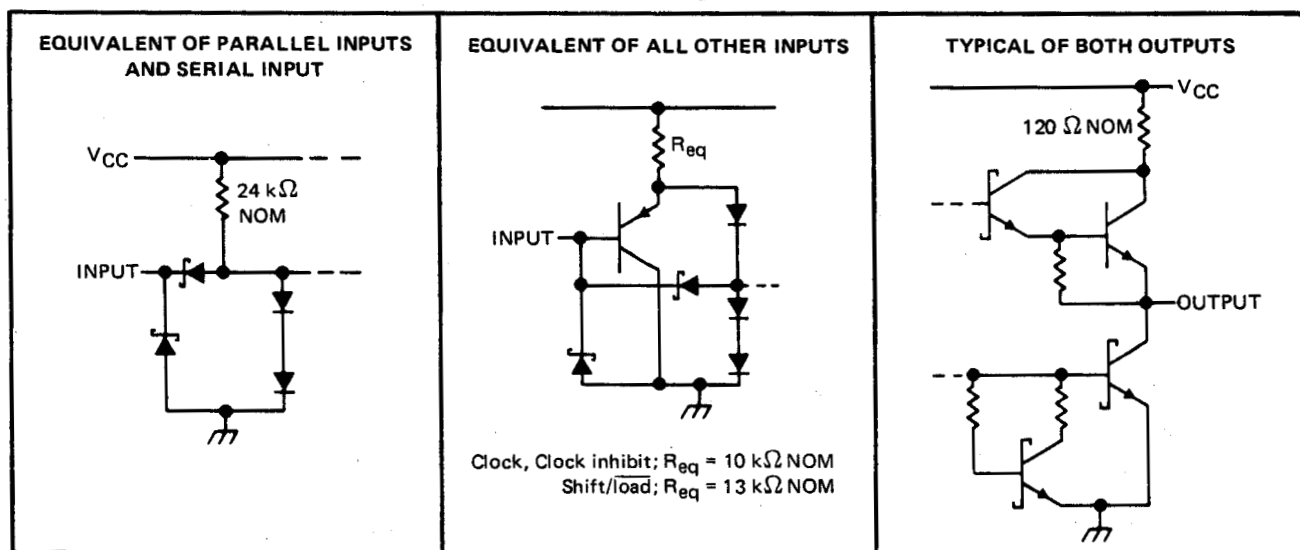 EQUIVALENT OF PARALLEL INPUTS
AND SERIAL INPUT
VCC
24 kΩ
NOM
INPUT
EQUIVALENT OF ALL OTHER INPUTS
Req
INPUT
Clock, Clock inhibit; Req = 10 kΩ NOM
Shift/l̅o̅a̅d̅; Req = 13 kΩ NOM
TYPICAL OF BOTH OUTPUTS
VCC
120 Ω NOM
OUTPUT